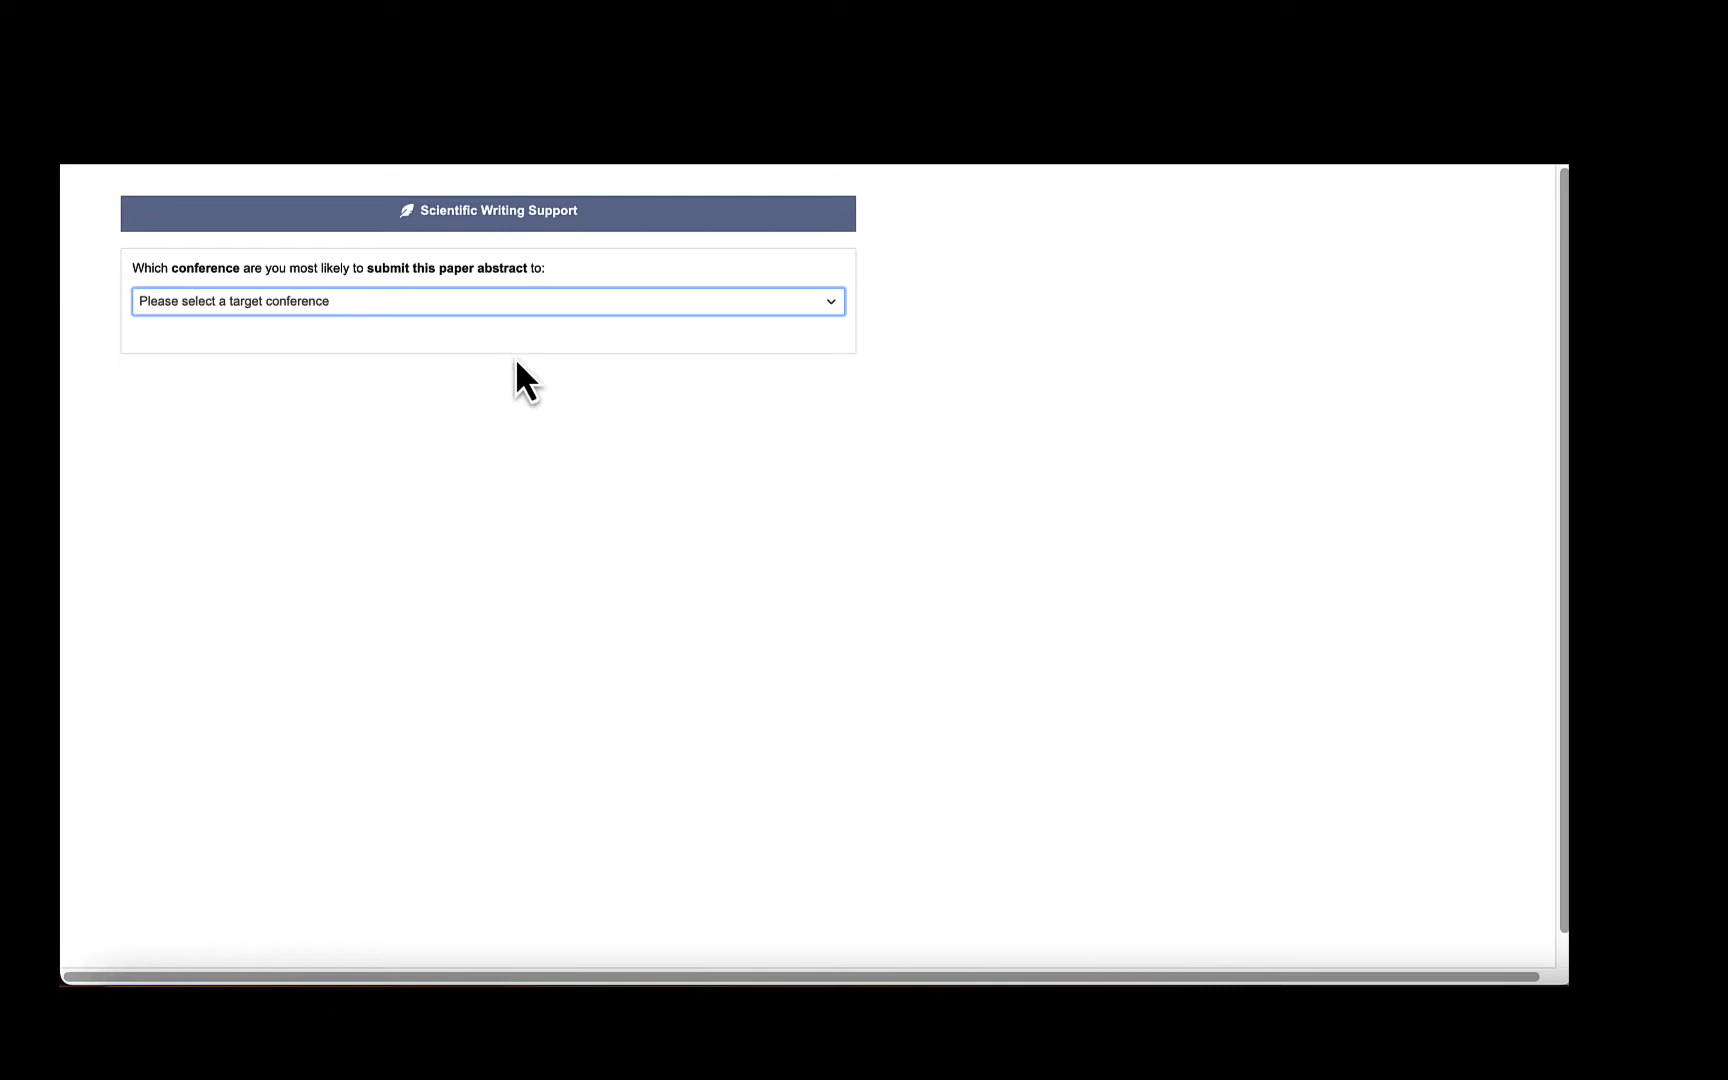 Scientific Writing Support
Which conference are you most likely to submit this paper abstract to:
Please select a target conference